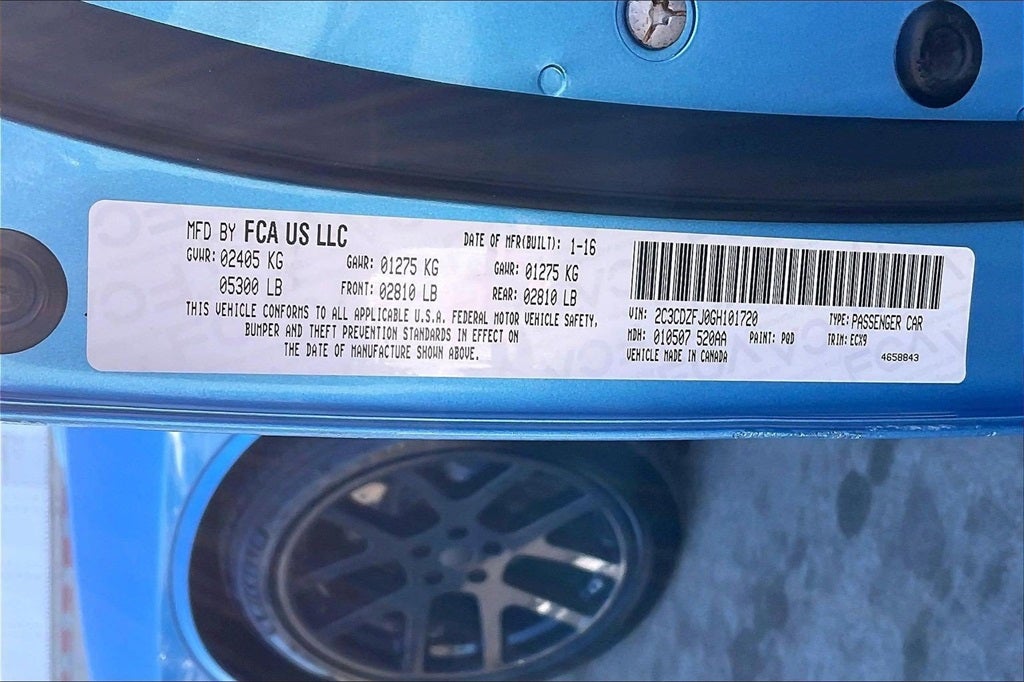 MFD BY FCA US LLC DATE OF MFR(BUILT): 1-16
GVWR: 02405 KG GAWR: 01275 KG GAWR: 01275 KG
05300 LB FRONT: 02810 LB REAR: 02810 LB
THIS VEHICLE CONFORMS TO ALL APPLICABLE U.S.A. FEDERAL MOTOR VEHICLE SAFETY,
BUMPER AND THEFT PREVENTION STANDARDS IN EFFECT ON
THE DATE OF MANUFACTURE SHOWN ABOVE.
VIN: 2C3CDZFJ0GH101720 TYPE: PASSENGER CAR
MDH: 010507 520AA PAINT: PQD TRIM: ECX9
VEHICLE MADE IN CANADA 4658843